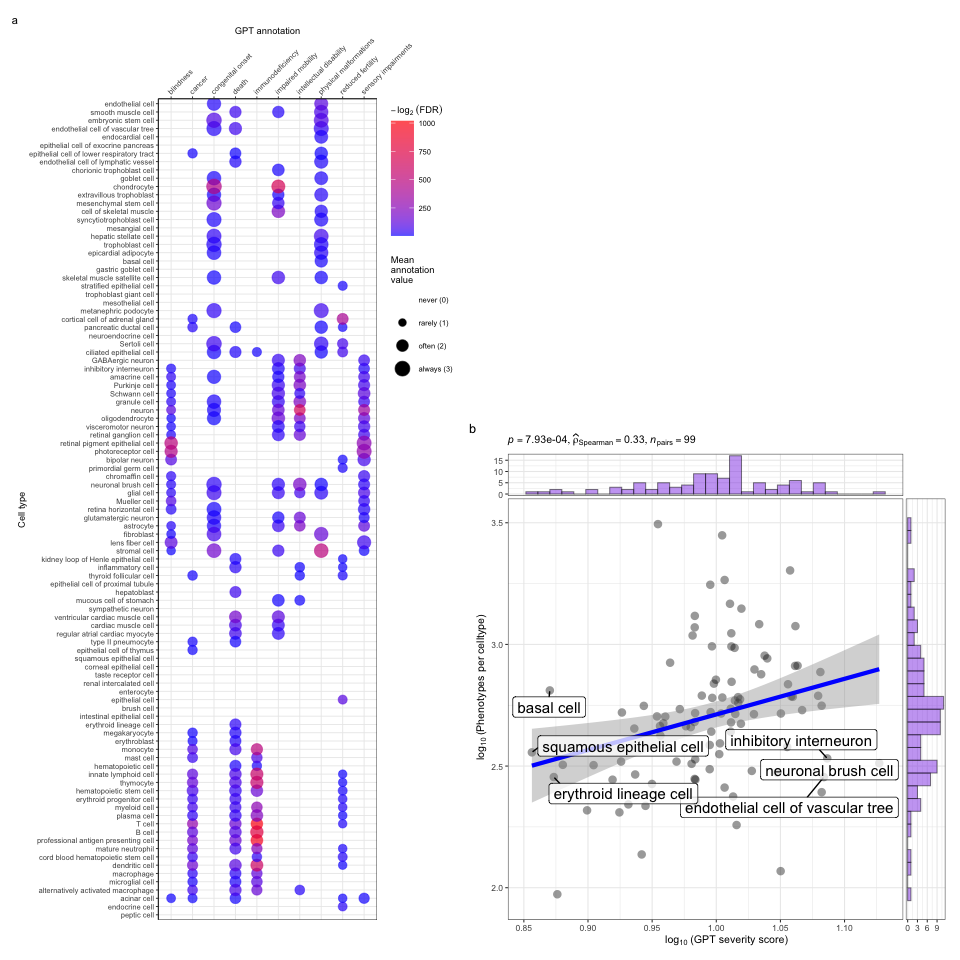 a
GPT annotation
blindness
cancer
congenital onset
death
immunodeficiency
impaired mobility
intellectual disability
physical malformations
reduced fertility
sensory impairments
Cell type
endothelial cell
smooth muscle cell
embryonic stem cell
endothelial cell of vascular tree
endocardial cell
epithelial cell of exocrine pancreas
epithelial cell of lower respiratory tract
endothelial cell of lymphatic vessel
chorionic trophoblast cell
goblet cell
chondrocyte
extravillous trophoblast
mesenchymal stem cell
cell of skeletal muscle
syncytiotrophoblast cell
mesangial cell
hepatic stellate cell
trophoblast cell
epicardial adipocyte
basal cell
gastric goblet cell
skeletal muscle satellite cell
stratified epithelial cell
trophoblast giant cell
mesothelial cell
metanephric podocyte
cortical cell of adrenal gland
pancreatic ductal cell
neuroendocrine cell
Sertoli cell
ciliated epithelial cell
GABAergic neuron
inhibitory interneuron
amacrine cell
Purkinje cell
Schwann cell
granule cell
neuron
oligodendrocyte
visceromotor neuron
retinal ganglion cell
retinal pigment epithelial cell
photoreceptor cell
bipolar neuron
primordial germ cell
chromaffin cell
neuronal brush cell
glial cell
Mueller cell
retina horizontal cell
glutamatergic neuron
astrocyte
fibroblast
lens fiber cell
stromal cell
kidney loop of Henle epithelial cell
inflammatory cell
thyroid follicular cell
epithelial cell of proximal tubule
hepatoblast
mucous cell of stomach
sympathetic neuron
ventricular cardiac muscle cell
cardiac muscle cell
regular atrial cardiac myocyte
type II pneumocyte
epithelial cell of thymus
squamous epithelial cell
corneal epithelial cell
taste receptor cell
renal intercalated cell
enterocyte
epithelial cell
brush cell
intestinal epithelial cell
erythroid lineage cell
megakaryocyte
erythroblast
monocyte
mast cell
hematopoietic cell
innate lymphoid cell
thymocyte
hematopoietic stem cell
erythroid progenitor cell
myeloid cell
plasma cell
T cell
B cell
professional antigen presenting cell
mature neutrophil
cord blood hematopoietic stem cell
dendritic cell
macrophage
microglial cell
alternatively activated macrophage
acinar cell
endocrine cell
peptic cell
−log2 (FDR)
1000
750
500
250
Mean
annotation
value
never (0)
rarely (1)
often (2)
always (3)
b
p = 7.93e-04, ρ̂Spearman = 0.33, npairs = 99
15
10
5
0
3.5
3.0
2.5
2.0
log10 (Phenotypes per celltype)
basal cell
squamous epithelial cell
inhibitory interneuron
neuronal brush cell
erythroid lineage cell
endothelial cell of vascular tree
0.85
0.90
0.95
1.00
1.05
1.10
log10 (GPT severity score)
0 3 6 9